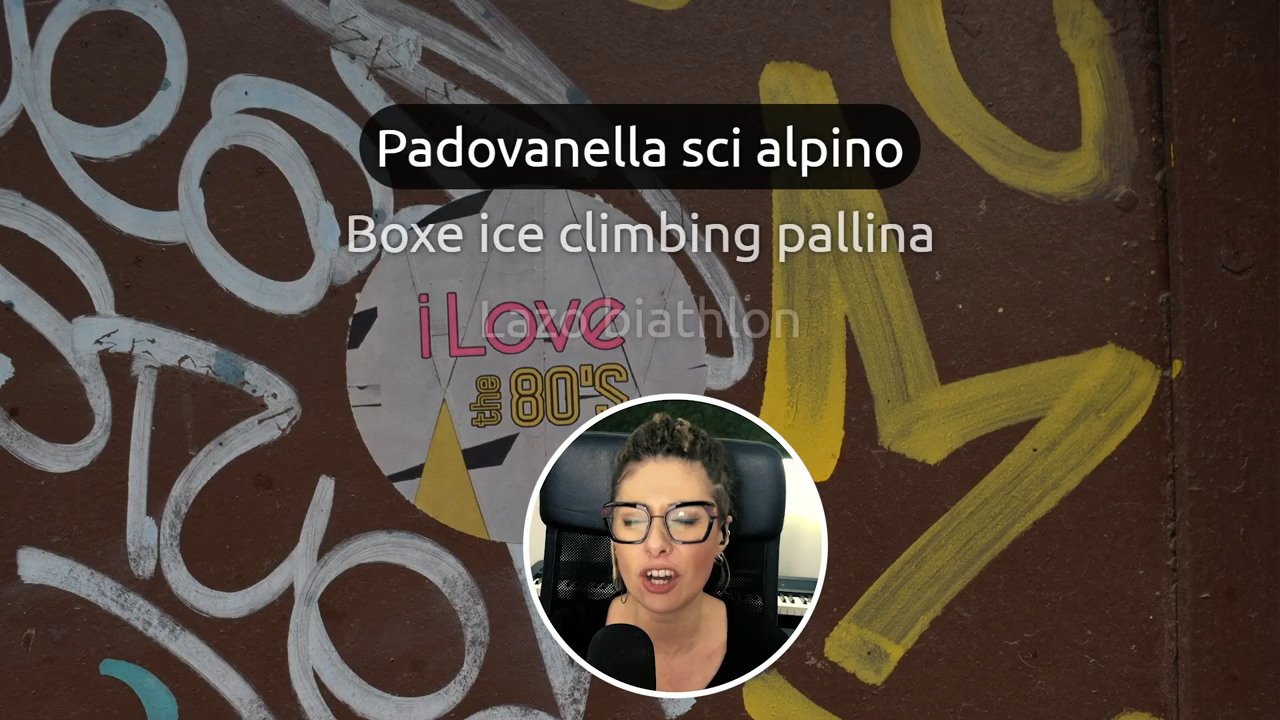 Padovanella sci alpino
Boxe ice climbing pallina
Lazo biathlon
i Love
the 80's